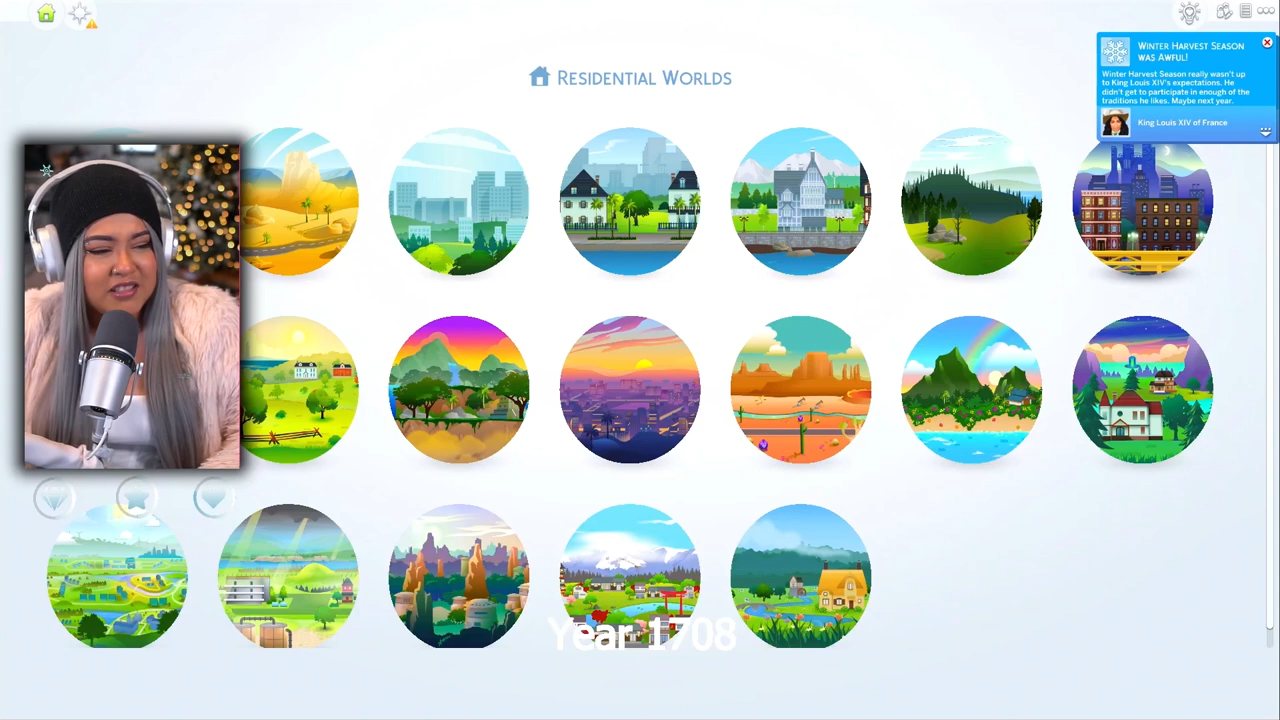 RESIDENTIAL WORLDS
WINTER HARVEST SEASON
WAS AWFUL!
Winter Harvest Season really wasn't up
to King Louis XIV's expectations. He
didn't get to participate in enough of the
traditions he likes. Maybe next year.
King Louis XIV of France
Year 1708